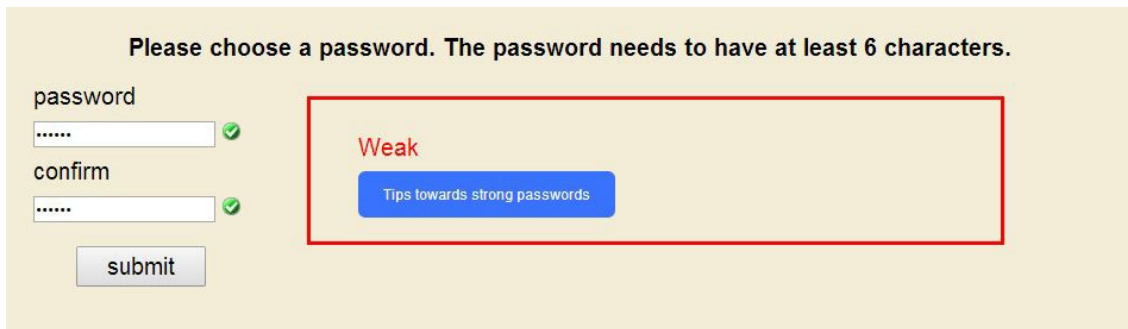 Please choose a password. The password needs to have at least 6 characters.
password
••••••
Weak
confirm
Tips towards strong passwords
••••••
submit